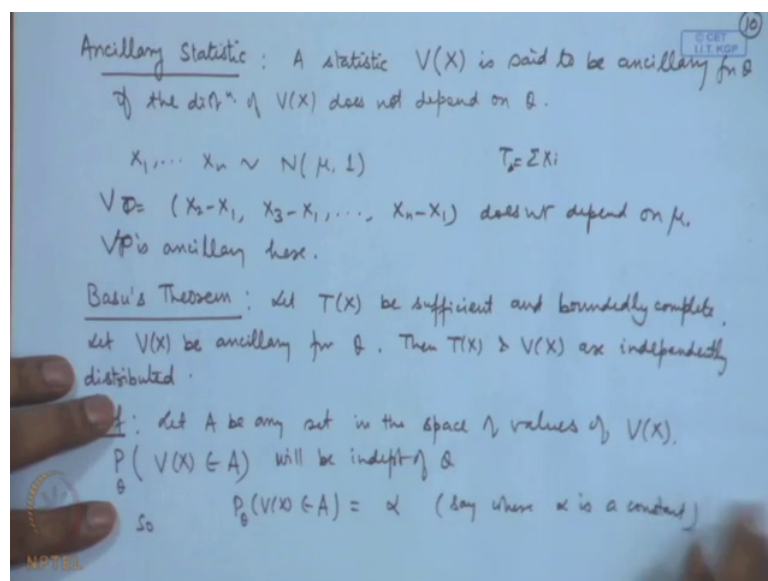 10
© CET
I.I.T. KGP
Ancillary Statistic : A statistic V(X) is said to be ancillary for θ
if the distⁿ. of V(X) does not depend on θ.
X₁,... Xₙ ~ N(μ, 1) T = ΣXi
V = (X₂-X₁, X₃-X₁, ..., Xₙ-X₁) doesn't depend on μ.
V is ancillary here.
Basu's Theorem : Let T(X) be sufficient and boundedly complete.
Let V(X) be ancillary for θ. Then T(X) & V(X) are independently
distributed.
: Let A be any set in the space of values of V(X).
P_θ ( V(X) ∈ A) will be indept of θ
So P_θ (V(X) ∈ A) = α (say where α is a constant)
NPTEL